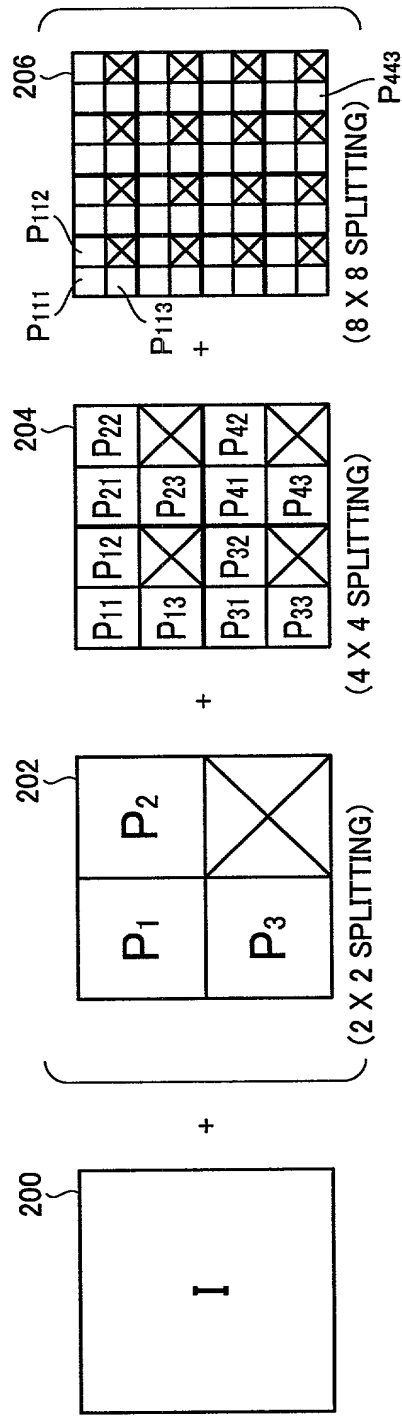 200
I
+
202
P1 P2
P3
(2 X 2 SPLITTING)
+
204
P11 P12 P21 P22
P13 P23
P31 P32 P41 P42
P33 P43
(4 X 4 SPLITTING)
+
206
P111 P112
P113
P443
(8 X 8 SPLITTING)